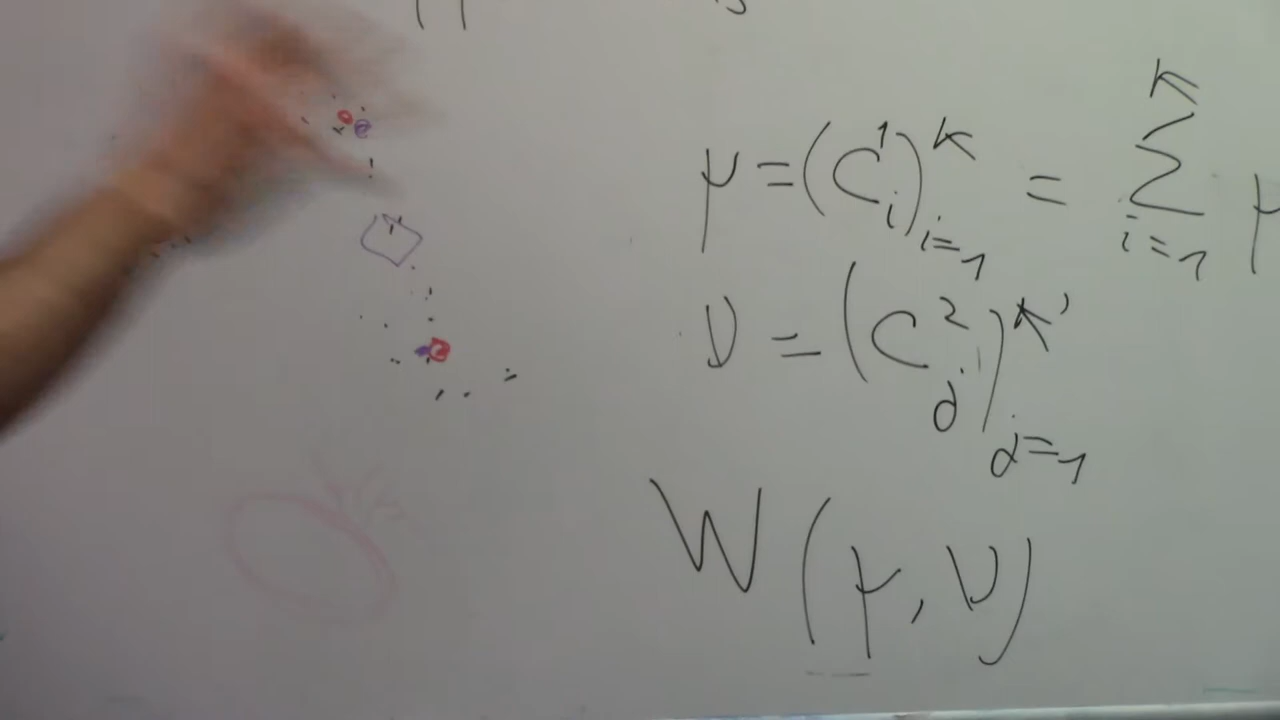 μ = (C¹ᵢ)ᴷᵢ₌₁ = Σᴷᵢ₌₁ μ
ν = (C²ⱼ)ᴷ'ⱼ₌₁
W(μ, ν)